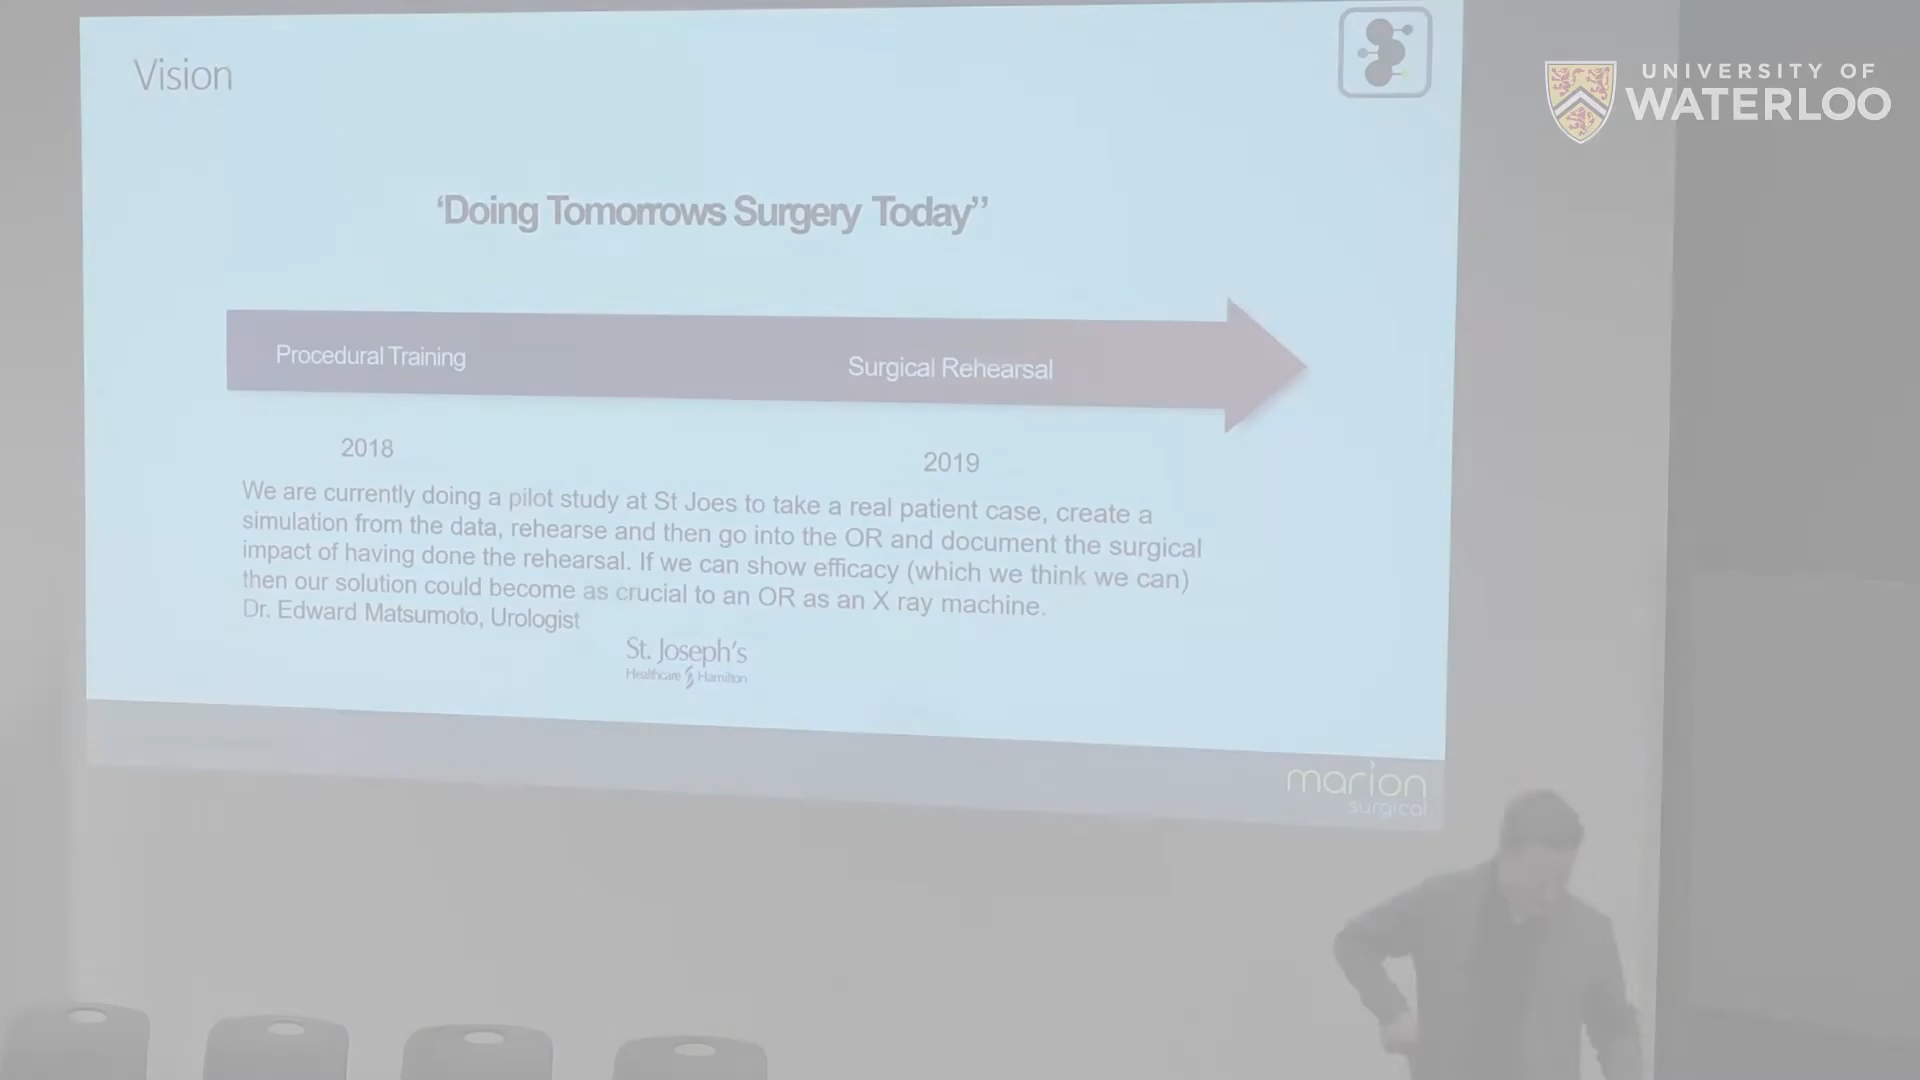 Vision
UNIVERSITY OF
WATERLOO
‘Doing Tomorrows Surgery Today”
Procedural Training
Surgical Rehearsal
2018
2019
We are currently doing a pilot study at St Joes to take a real patient case, create a
simulation from the data, rehearse and then go into the OR and document the surgical
impact of having done the rehearsal. If we can show efficacy (which we think we can)
then our solution could become as crucial to an OR as an X ray machine.
Dr. Edward Matsumoto, Urologist
St. Joseph's
Healthcare Hamilton
marion
surgical